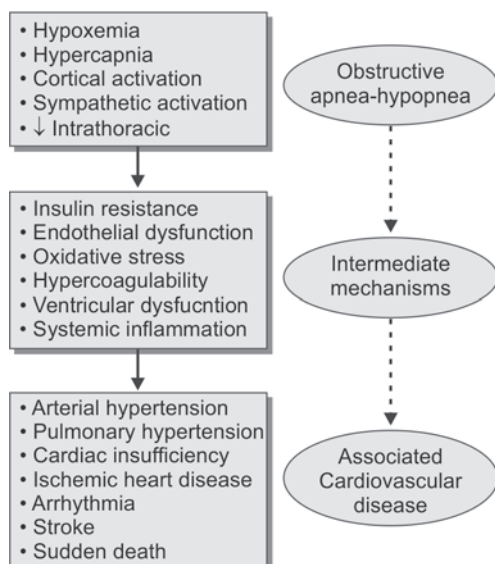 • Hypoxemia
• Hypercapnia
• Cortical activation
• Sympathetic activation
• ↓ Intrathoracic
Obstructive
apnea-hypopnea
• Insulin resistance
• Endothelial dysfunction
• Oxidative stress
• Hypercoagulability
• Ventricular dysfucntion
• Systemic inflammation
Intermediate
mechanisms
• Arterial hypertension
• Pulmonary hypertension
• Cardiac insufficiency
• Ischemic heart disease
• Arrhythmia
• Stroke
• Sudden death
Associated
Cardiovascular
disease